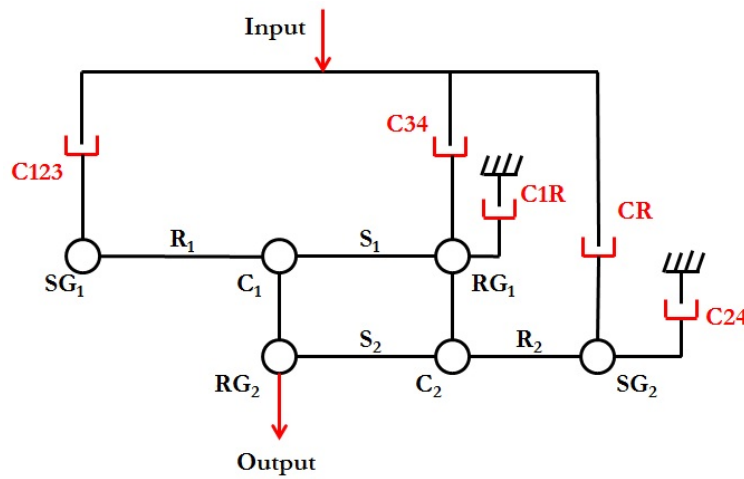 Input
C34
C123
C1R
CR
R₁
S₁
SG₁
C₁
RG₁
C24
S₂
R₂
RG₂
C₂
SG₂
Output